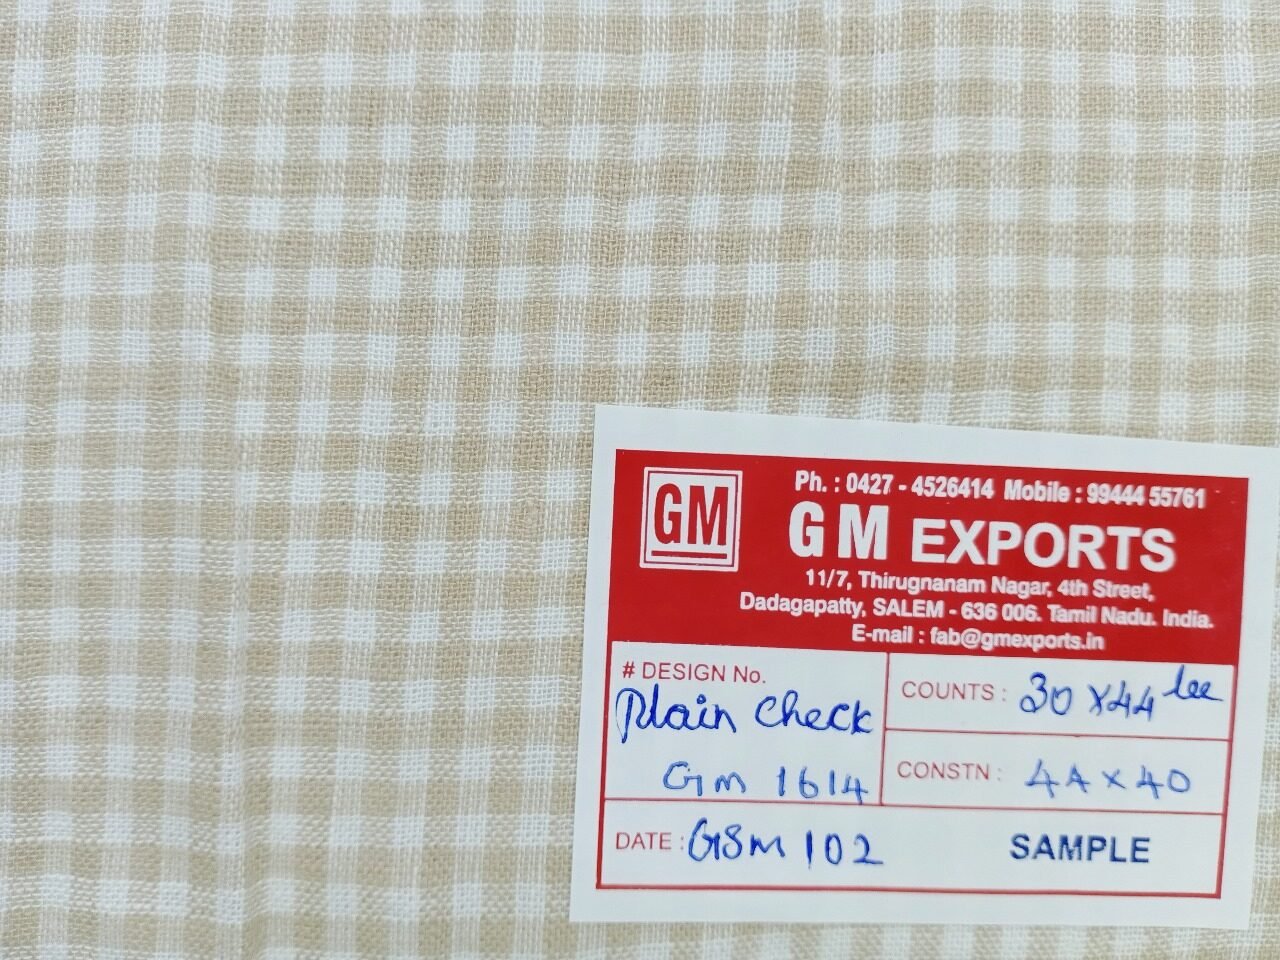 GM
Ph. : 0427 - 4526414 Mobile : 99444 55761
G M EXPORTS
11/7, Thirugnanam Nagar, 4th Street,
Dadagapatty, SALEM - 636 006. Tamil Nadu. India.
E-mail : fab@gmexports.in
# DESIGN No.
Plain check
Gm 1614
COUNTS : 30 x 44 lee
CONSTN : 44 x 40
DATE : GSm 102
SAMPLE